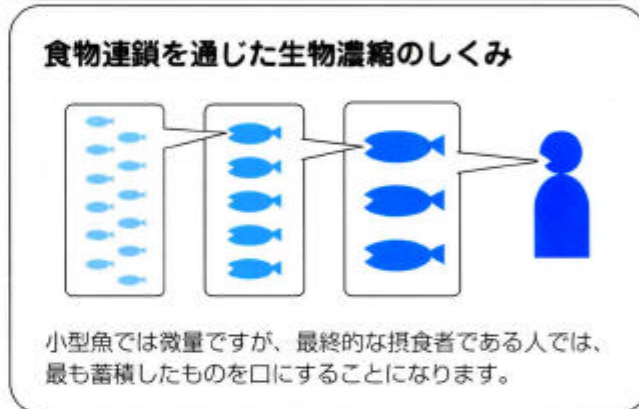 食物連鎖を通じた生物濃縮のしくみ
小型魚では微量ですが、最終的な摂食者である人では、
最も蓄積したものを口にすることになります。